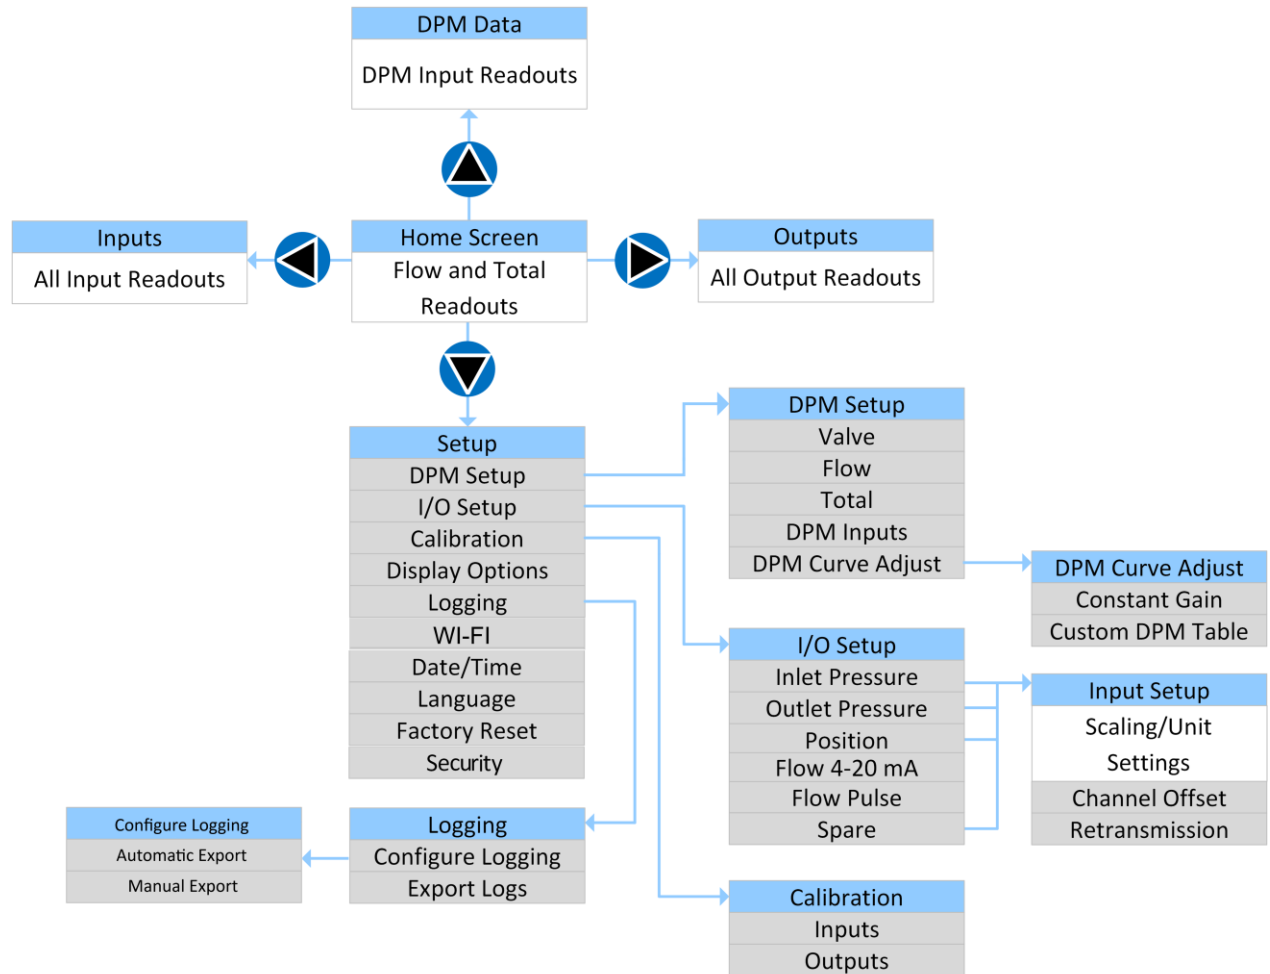 DPM Data
DPM Input Readouts
Inputs
All Input Readouts
Home Screen
Flow and Total
Readouts
Outputs
All Output Readouts
Setup
DPM Setup
I/O Setup
Calibration
Display Options
Logging
WI-FI
Date/Time
Language
Factory Reset
Security
DPM Setup
Valve
Flow
Total
DPM Inputs
DPM Curve Adjust
DPM Curve Adjust
Constant Gain
Custom DPM Table
I/O Setup
Inlet Pressure
Outlet Pressure
Position
Flow 4-20 mA
Flow Pulse
Spare
Input Setup
Scaling/Unit
Settings
Channel Offset
Retransmission
Logging
Configure Logging
Export Logs
Configure Logging
Automatic Export
Manual Export
Calibration
Inputs
Outputs